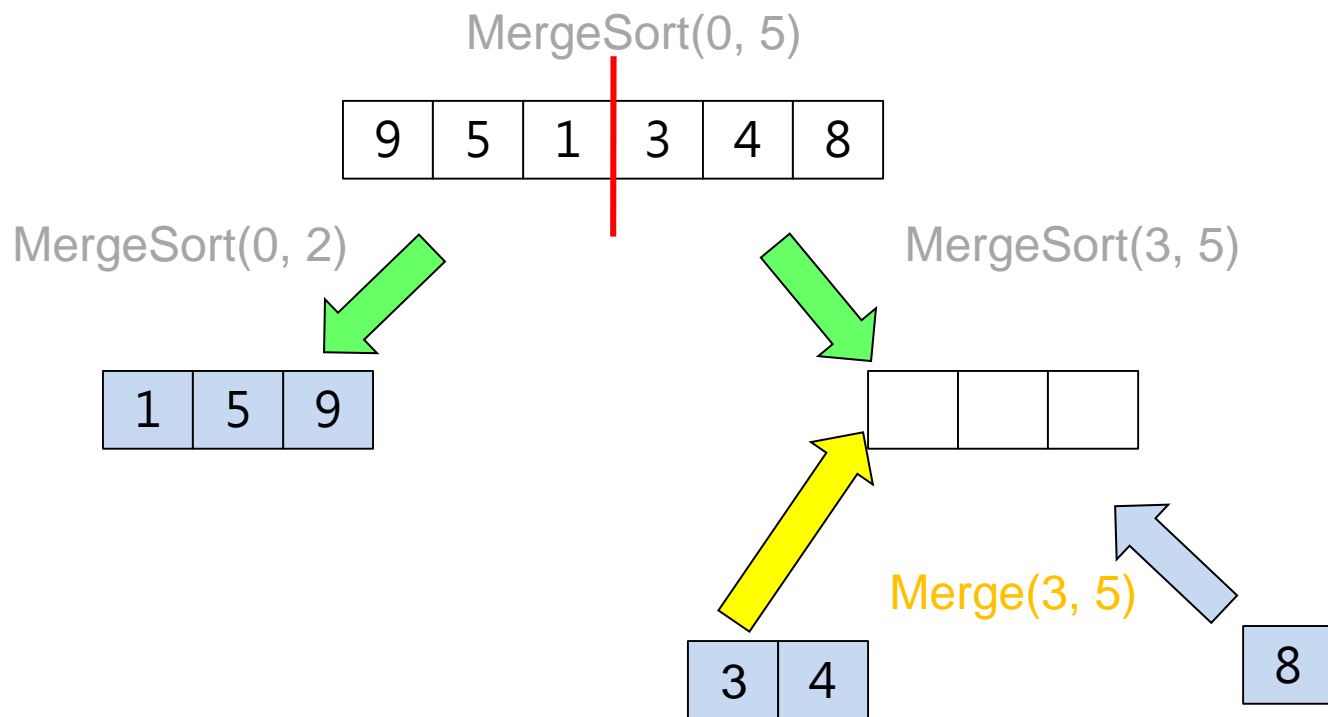 MergeSort(0, 5)
9 5 1 3 4 8
MergeSort(0, 2)
MergeSort(3, 5)
1 5 9
Merge(3, 5)
3 4
8